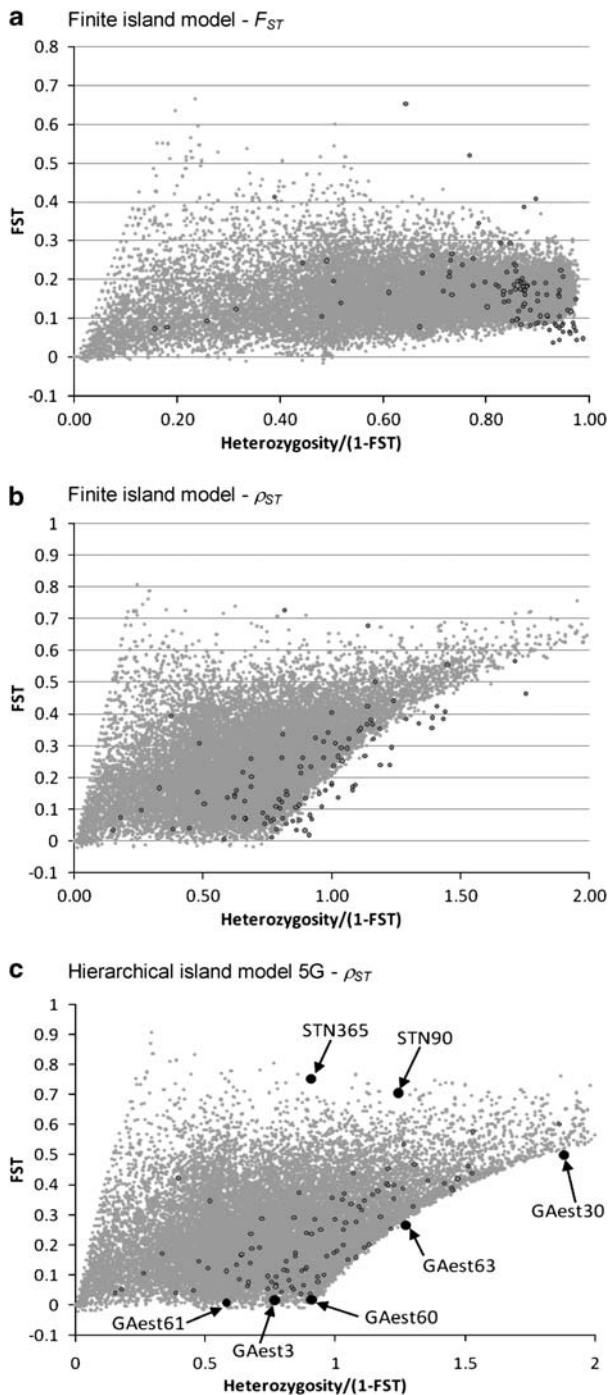 a Finite island model - FST
0.8
0.7
0.6
0.5
0.4
0.3
0.2
0.1
0
-0.1
FST
0.00 0.20 0.40 0.60 0.80 1.00
Heterozygosity/(1-FST)
b Finite island model - ρST
1
0.9
0.8
0.7
0.6
0.5
0.4
0.3
0.2
0.1
0
-0.1
FST
0.00 0.50 1.00 1.50 2.00
Heterozygosity/(1-FST)
c Hierarchical island model 5G - ρST
1
0.9
0.8
0.7
0.6
0.5
0.4
0.3
0.2
0.1
0
-0.1
FST
STN365
STN90
GAest30
GAest63
GAest61
GAest3
GAest60
0 0.5 1 1.5 2
Heterozygosity/(1-FST)